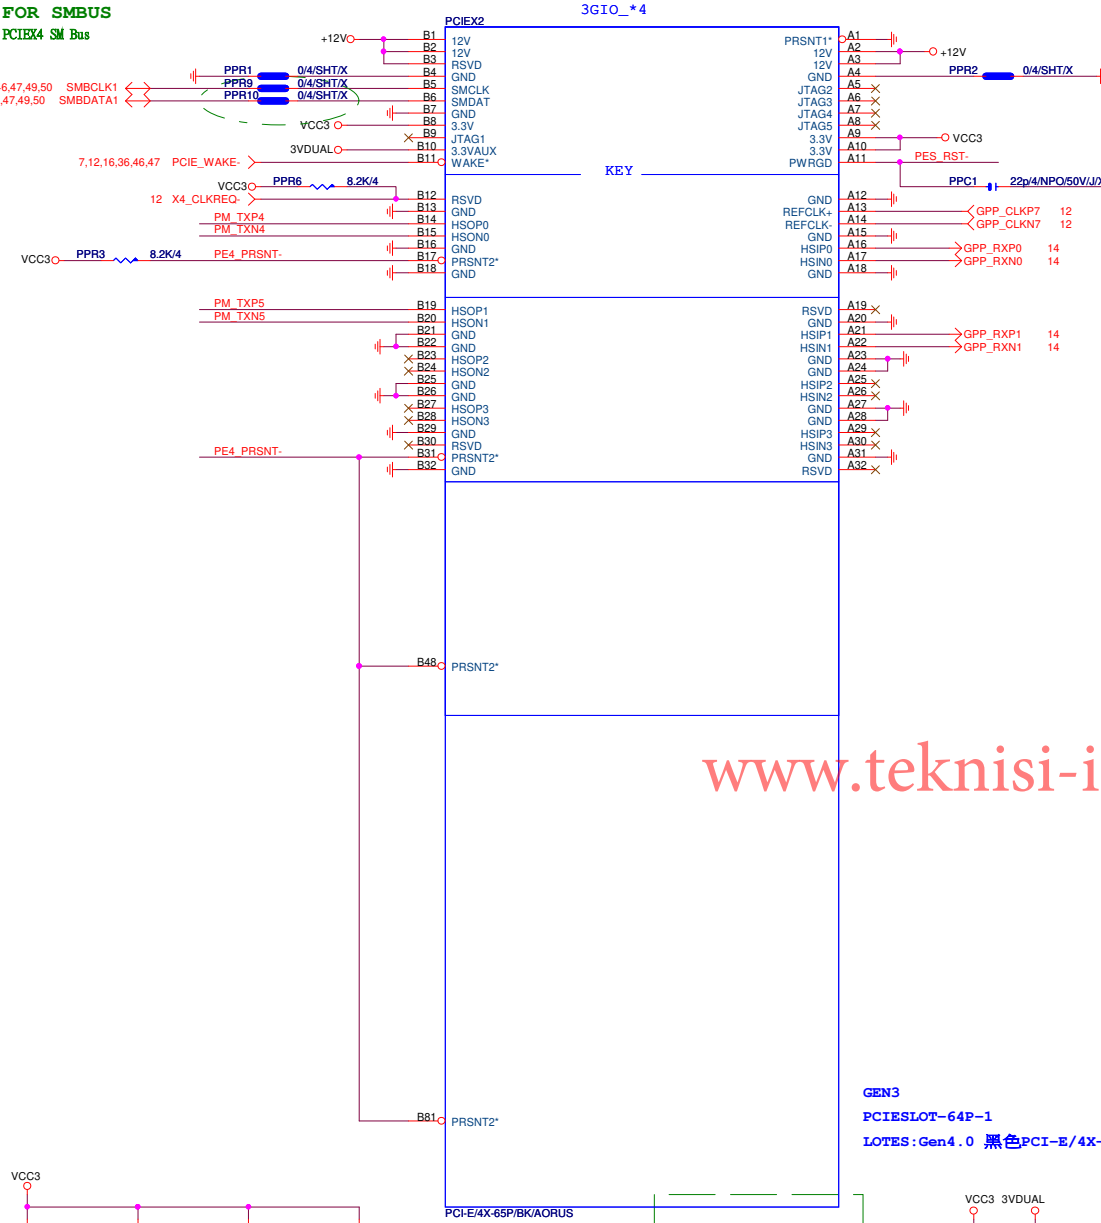 FOR SMBUS
PCIEX4 SM Bus
3GIO_*4
PCIEX2
+12V
B1 12V
B2 12V
B3 RSVD
PPR1 0/4/SHT/X B4 GND
6,47,49,50 SMBCLK1 PPR9 0/4/SHT/X B5 SMCLK
,47,49,50 SMBDATA1 PPR10 0/4/SHT/X B6 SMDAT
B7 GND
VCC3 B8 3.3V
B9 JTAG1
3VDUAL B10 3.3VAUX
7,12,16,36,46,47 PCIE_WAKE- B11 WAKE*
PRSNT1* A1
12V A2 +12V
12V A3
GND A4 PPR2 0/4/SHT/X
JTAG2 A5
JTAG3 A6
JTAG4 A7
JTAG5 A8
3.3V A9 VCC3
3.3V A10
PWRGD A11 PES_RST-
PPC1 22p/4/NPO/50V/J/X
KEY
VCC3 PPR6 8.2K/4
12 X4_CLKREQ- B12 RSVD
B13 GND
PM_TXP4 B14 HSOP0
PM_TXN4 B15 HSON0
B16 GND
VCC3 PPR3 8.2K/4 PE4_PRSNT- B17 PRSNT2*
B18 GND
GND A12
REFCLK+ A13 GPP_CLKP7 12
REFCLK- A14 GPP_CLKN7 12
GND A15
HSIP0 A16 GPP_RXP0 14
HSIN0 A17 GPP_RXN0 14
GND A18
PM_TXP5 B19 HSOP1
PM_TXN5 B20 HSON1
B21 GND
B22 GND
B23 HSOP2
B24 HSON2
B25 GND
B26 GND
B27 HSOP3
B28 HSON3
B29 GND
B30 RSVD
PE4_PRSNT- B31 PRSNT2*
B32 GND
RSVD A19
GND A20
HSIP1 A21 GPP_RXP1 14
HSIN1 A22 GPP_RXN1 14
GND A23
GND A24
HSIP2 A25
HSIN2 A26
GND A27
GND A28
HSIP3 A29
HSIN3 A30
GND A31
RSVD A32
B48 PRSNT2*
www.teknisi-i
B81 PRSNT2*
GEN3
PCIESLOT-64P-1
LOTES:Gen4.0 黑色PCI-E/4X-
PCI-E/4X-65P/BK/AORUS
VCC3
VCC3 3VDUAL